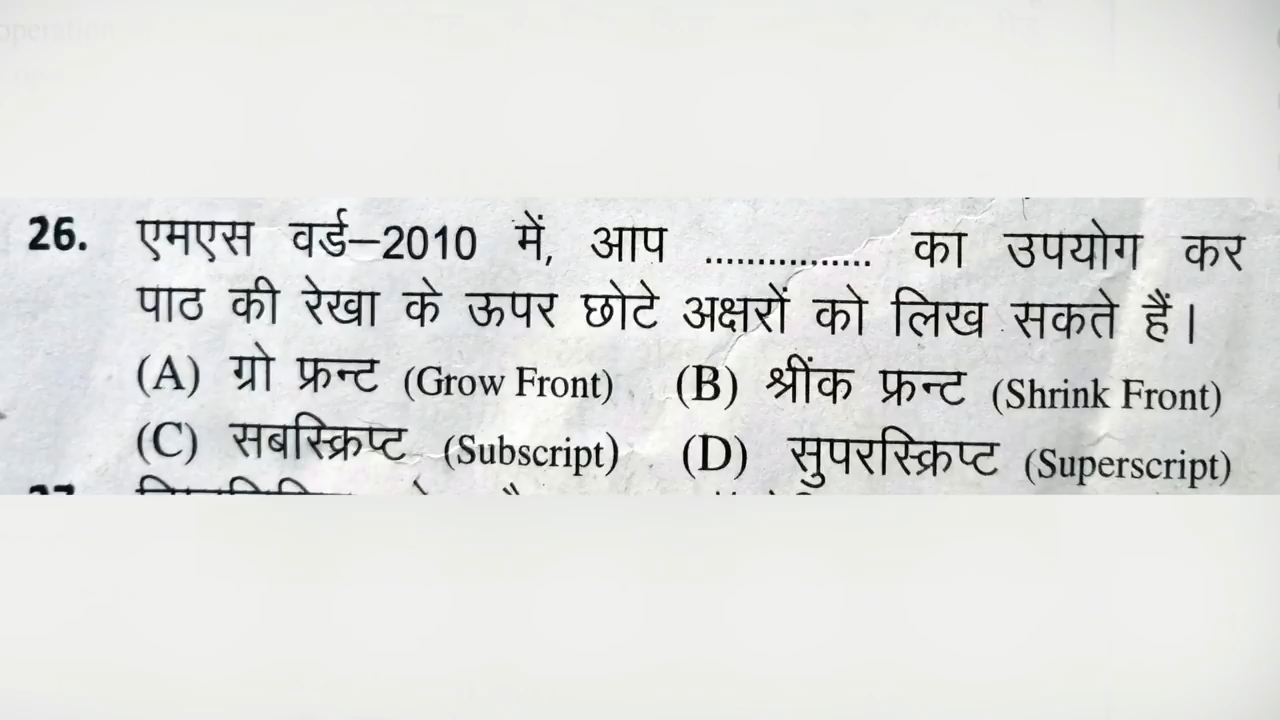 26. एमएस वर्ड–2010 में, आप ................ का उपयोग कर
पाठ की रेखा के ऊपर छोटे अक्षरों को लिख सकते हैं।
(A) ग्रो फ्रन्ट (Grow Front) (B) श्रींक फ्रन्ट (Shrink Front)
(C) सबस्क्रिप्ट (Subscript) (D) सुपरस्क्रिप्ट (Superscript)